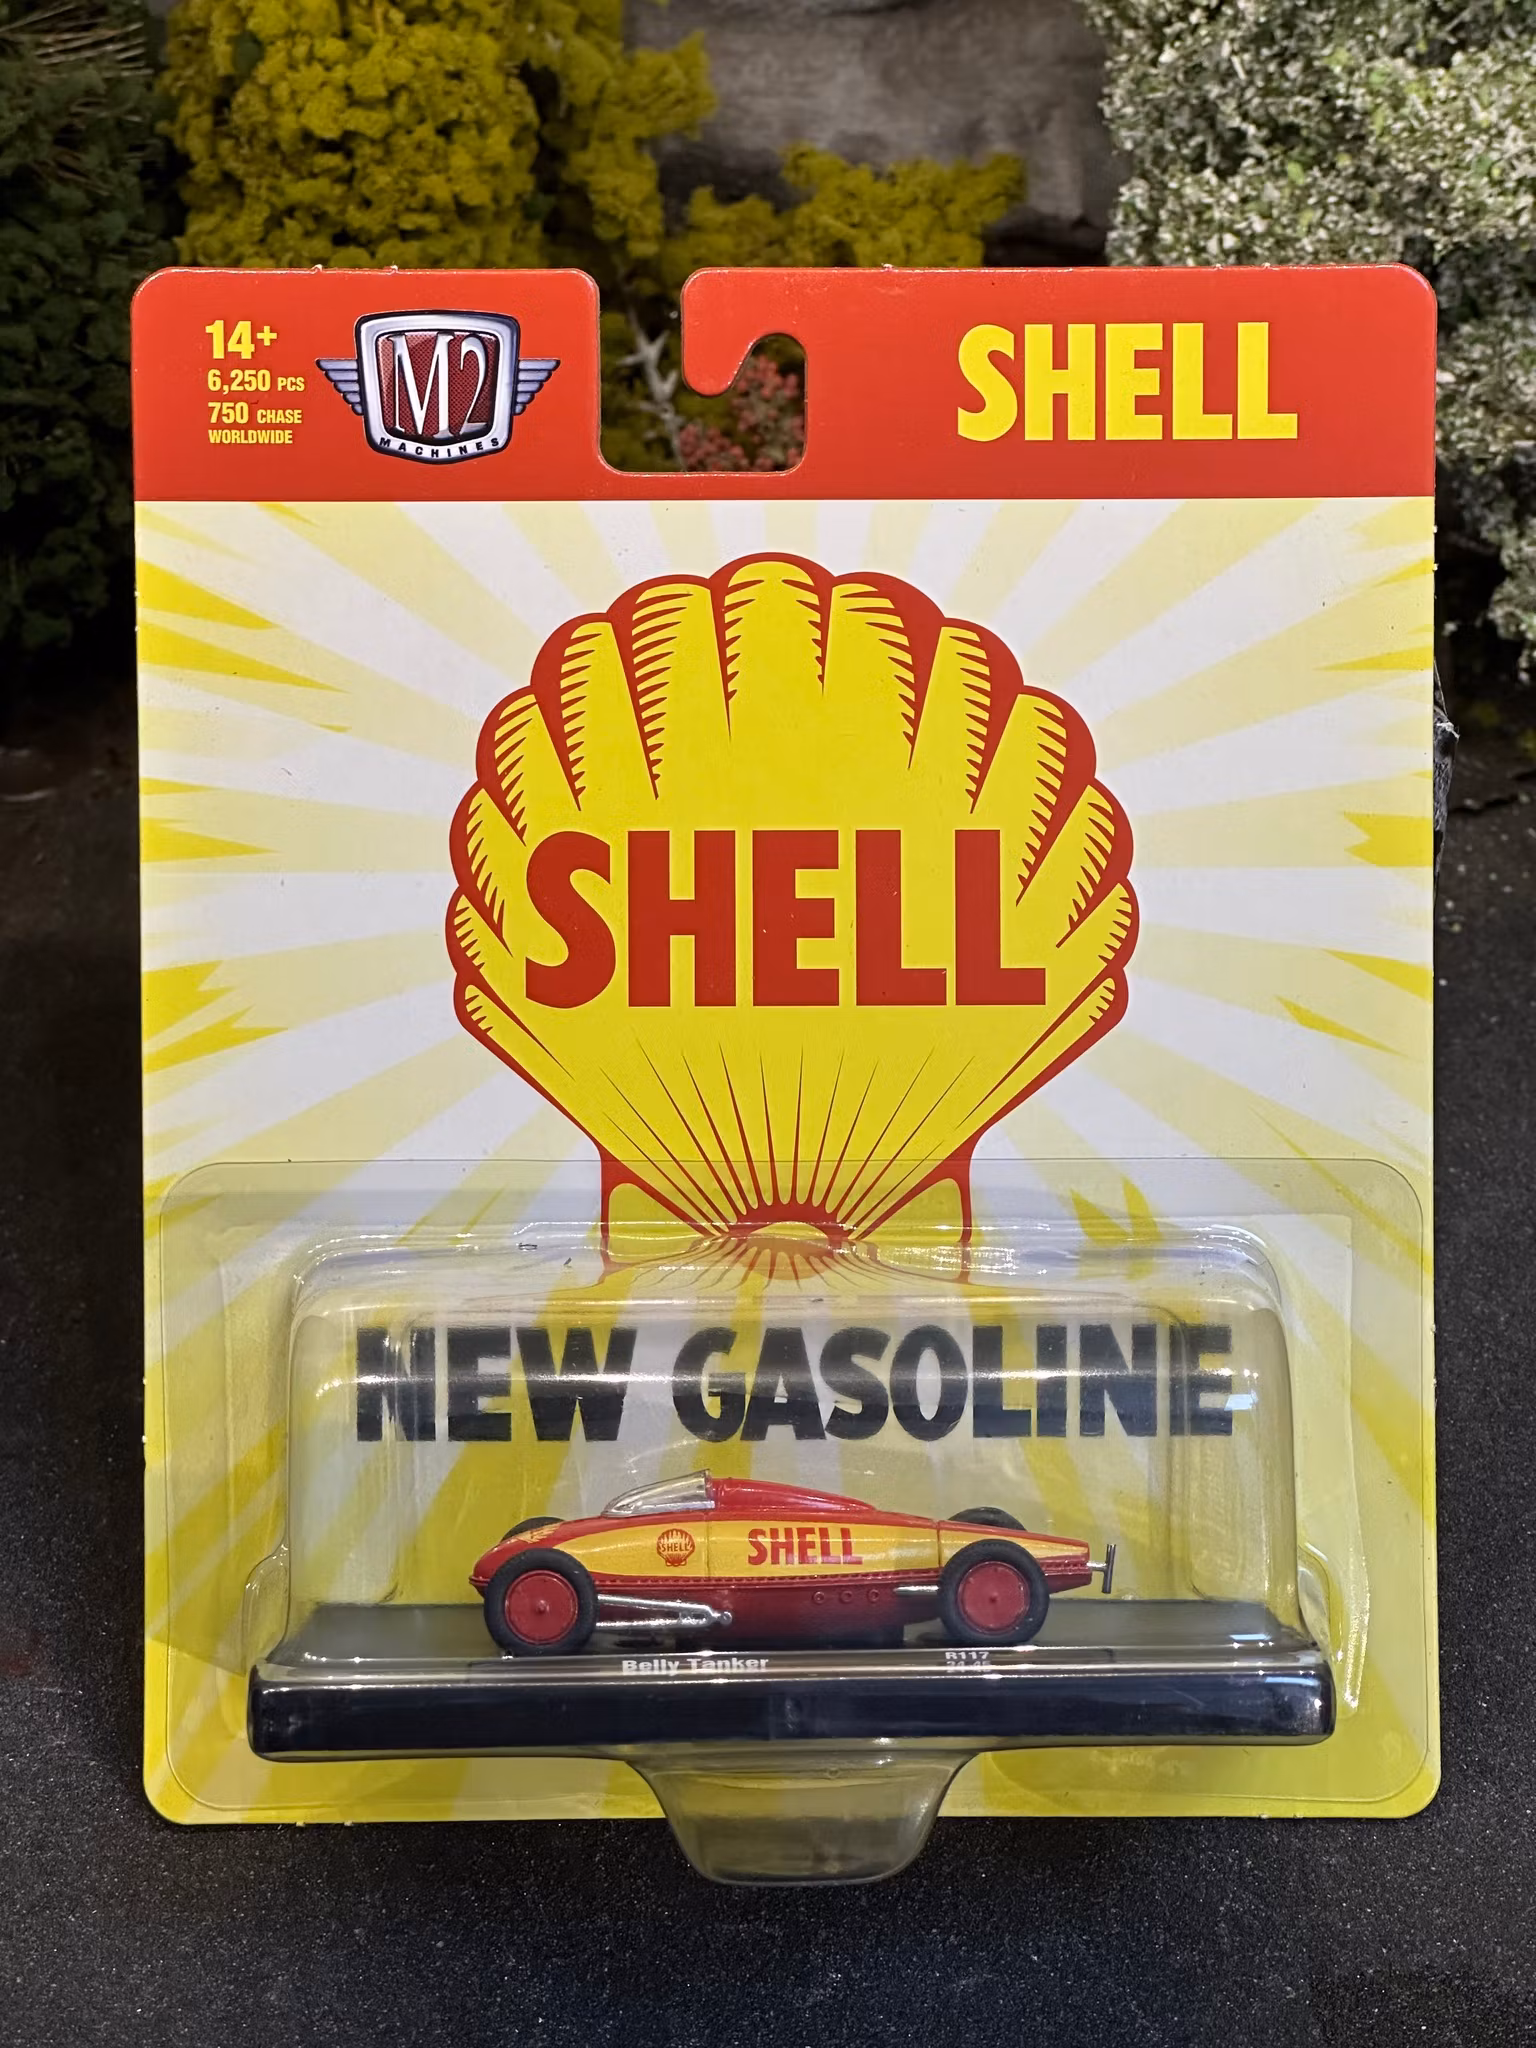 14+
6,250 PCS
750 CHASE
WORLDWIDE
M2
MACHINES
SHELL
SHELL
NEW GASOLINE
SHELL
SHELL
Belly Tanker
R117